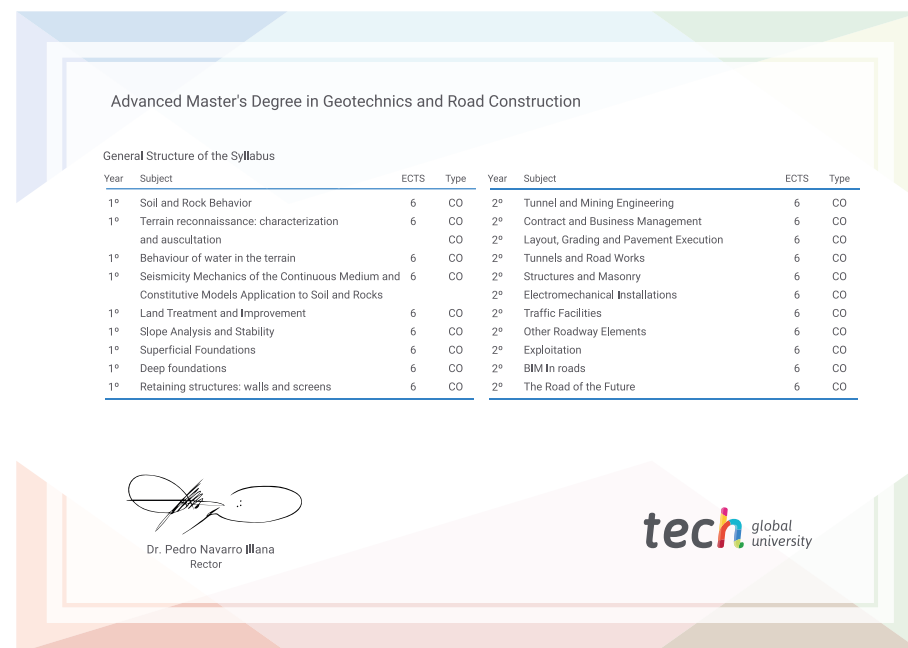 Advanced Master's Degree in Geotechnics and Road Construction
General Structure of the Syllabus
Year Subject ECTS Type
1º Soil and Rock Behavior 6 CO
1º Terrain reconnaissance: characterization 6 CO
and auscultation CO
1º Behaviour of water in the terrain 6 CO
1º Seismicity Mechanics of the Continuous Medium and 6 CO
Constitutive Models Application to Soil and Rocks
1º Land Treatment and Improvement 6 CO
1º Slope Analysis and Stability 6 CO
1º Superficial Foundations 6 CO
1º Deep foundations 6 CO
1º Retaining structures: walls and screens 6 CO
Year Subject ECTS Type
2º Tunnel and Mining Engineering 6 CO
2º Contract and Business Management 6 CO
2º Layout, Grading and Pavement Execution 6 CO
2º Tunnels and Road Works 6 CO
2º Structures and Masonry 6 CO
2º Electromechanical Installations 6 CO
2º Traffic Facilities 6 CO
2º Other Roadway Elements 6 CO
2º Exploitation 6 CO
2º BIM In roads 6 CO
2º The Road of the Future 6 CO
Dr. Pedro Navarro Illana
Rector
tech global
university